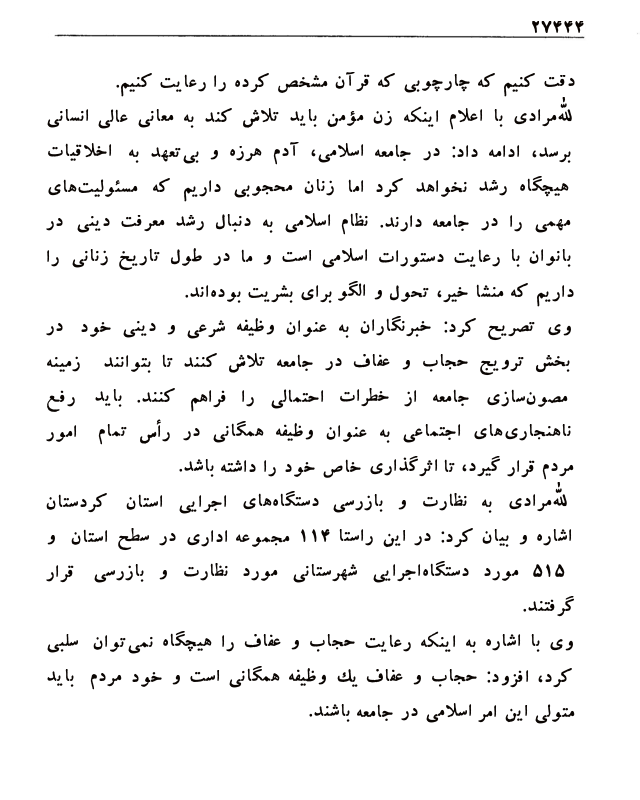 ۲۷۴۴۴
دقت کنیم که چارچوبی که قرآن مشخص کرده را رعایت کنیم.
لله‌مرادی با اعلام اینکه زن مؤمن باید تلاش کند به معانی عالی انسانی
برسد، ادامه داد: در جامعه اسلامی، آدم هرزه و بی‌تعهد به اخلاقیات
هیچگاه رشد نخواهد کرد اما زنان محجوبی داریم که مسئولیت‌های
مهمی را در جامعه دارند. نظام اسلامی به دنبال رشد معرفت دینی در
بانوان با رعایت دستورات اسلامی است و ما در طول تاریخ زنانی را
داریم که منشا خیر، تحول و الگو برای بشریت بوده‌اند.
وی تصریح کرد: خبرنگاران به عنوان وظیفه شرعی و دینی خود در
بخش ترویج حجاب و عفاف در جامعه تلاش کنند تا بتوانند زمینه
مصون‌سازی جامعه از خطرات احتمالی را فراهم کنند. باید رفع
ناهنجاری‌های اجتماعی به عنوان وظیفه همگانی در رأس تمام امور
مردم قرار گیرد، تا اثرگذاری خاص خود را داشته باشد.
لله‌مرادی به نظارت و بازرسی دستگاه‌های اجرایی استان کردستان
اشاره و بیان کرد: در این راستا ۱۱۴ مجموعه اداری در سطح استان و
۵۱۵ مورد دستگاه‌اجرایی شهرستانی مورد نظارت و بازرسی قرار
گرفتند.
وی با اشاره به اینکه رعایت حجاب و عفاف را هیچگاه نمی‌توان سلبی
کرد، افزود: حجاب و عفاف یك وظیفه همگانی است و خود مردم باید
متولی این امر اسلامی در جامعه باشند.